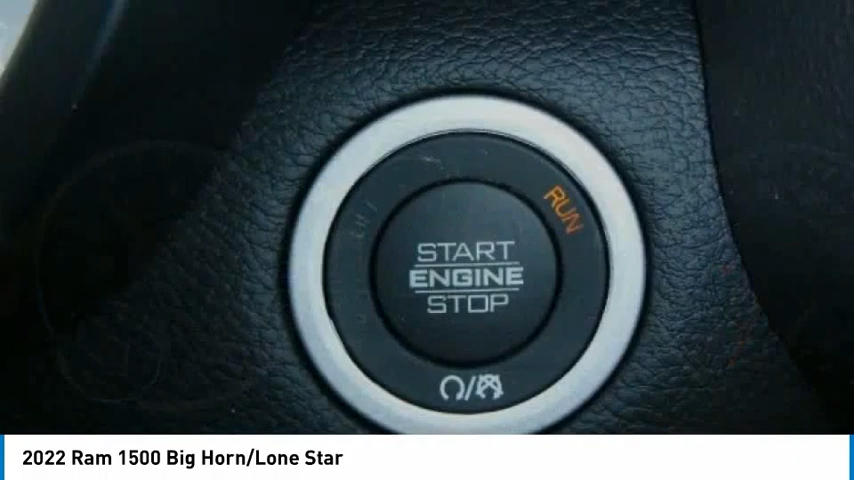 RUN
START
ENGINE
STOP
2022 Ram 1500 Big Horn/Lone Star